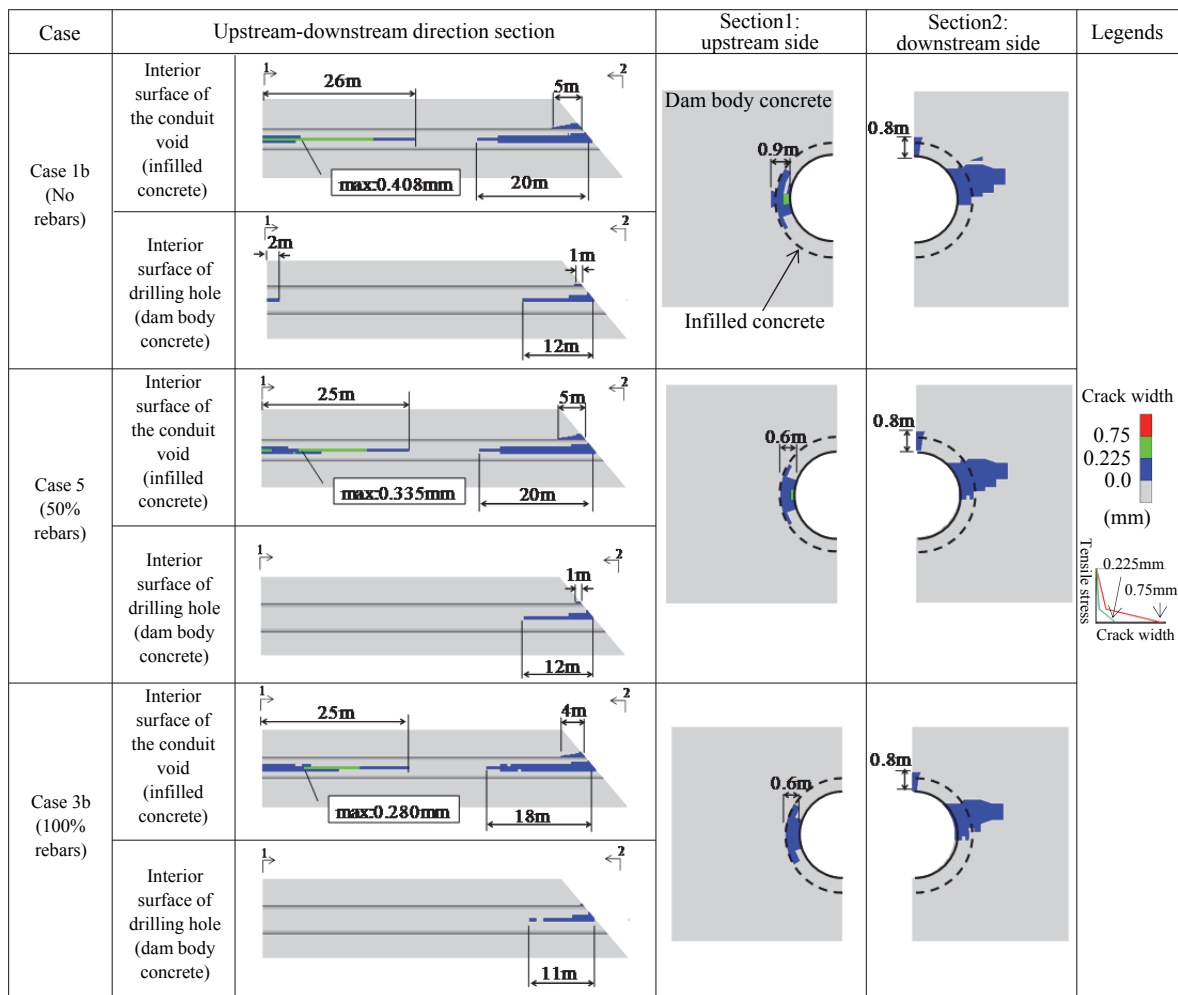 Case
Upstream-downstream direction section
Section1:
upstream side
Section2:
downstream side
Legends
Case 1b
(No
rebars)
Interior
surface of
the conduit
void
(infilled
concrete)
1
2
26m
5m
max:0.408mm
20m
Interior
surface of
drilling hole
(dam body
concrete)
1
2
2m
1m
12m
Dam body concrete
0.9m
Infilled concrete
0.8m
Case 5
(50%
rebars)
Interior
surface of
the conduit
void
(infilled
concrete)
1
2
25m
5m
max:0.335mm
20m
Interior
surface of
drilling hole
(dam body
concrete)
1
2
1m
12m
0.6m
0.8m
Case 3b
(100%
rebars)
Interior
surface of
the conduit
void
(infilled
concrete)
1
2
25m
4m
max:0.280mm
18m
Interior
surface of
drilling hole
(dam body
concrete)
1
2
11m
0.6m
0.8m
Crack width
0.75
0.225
0.0
(mm)
Tensile stress
0.225mm
0.75mm
Crack width